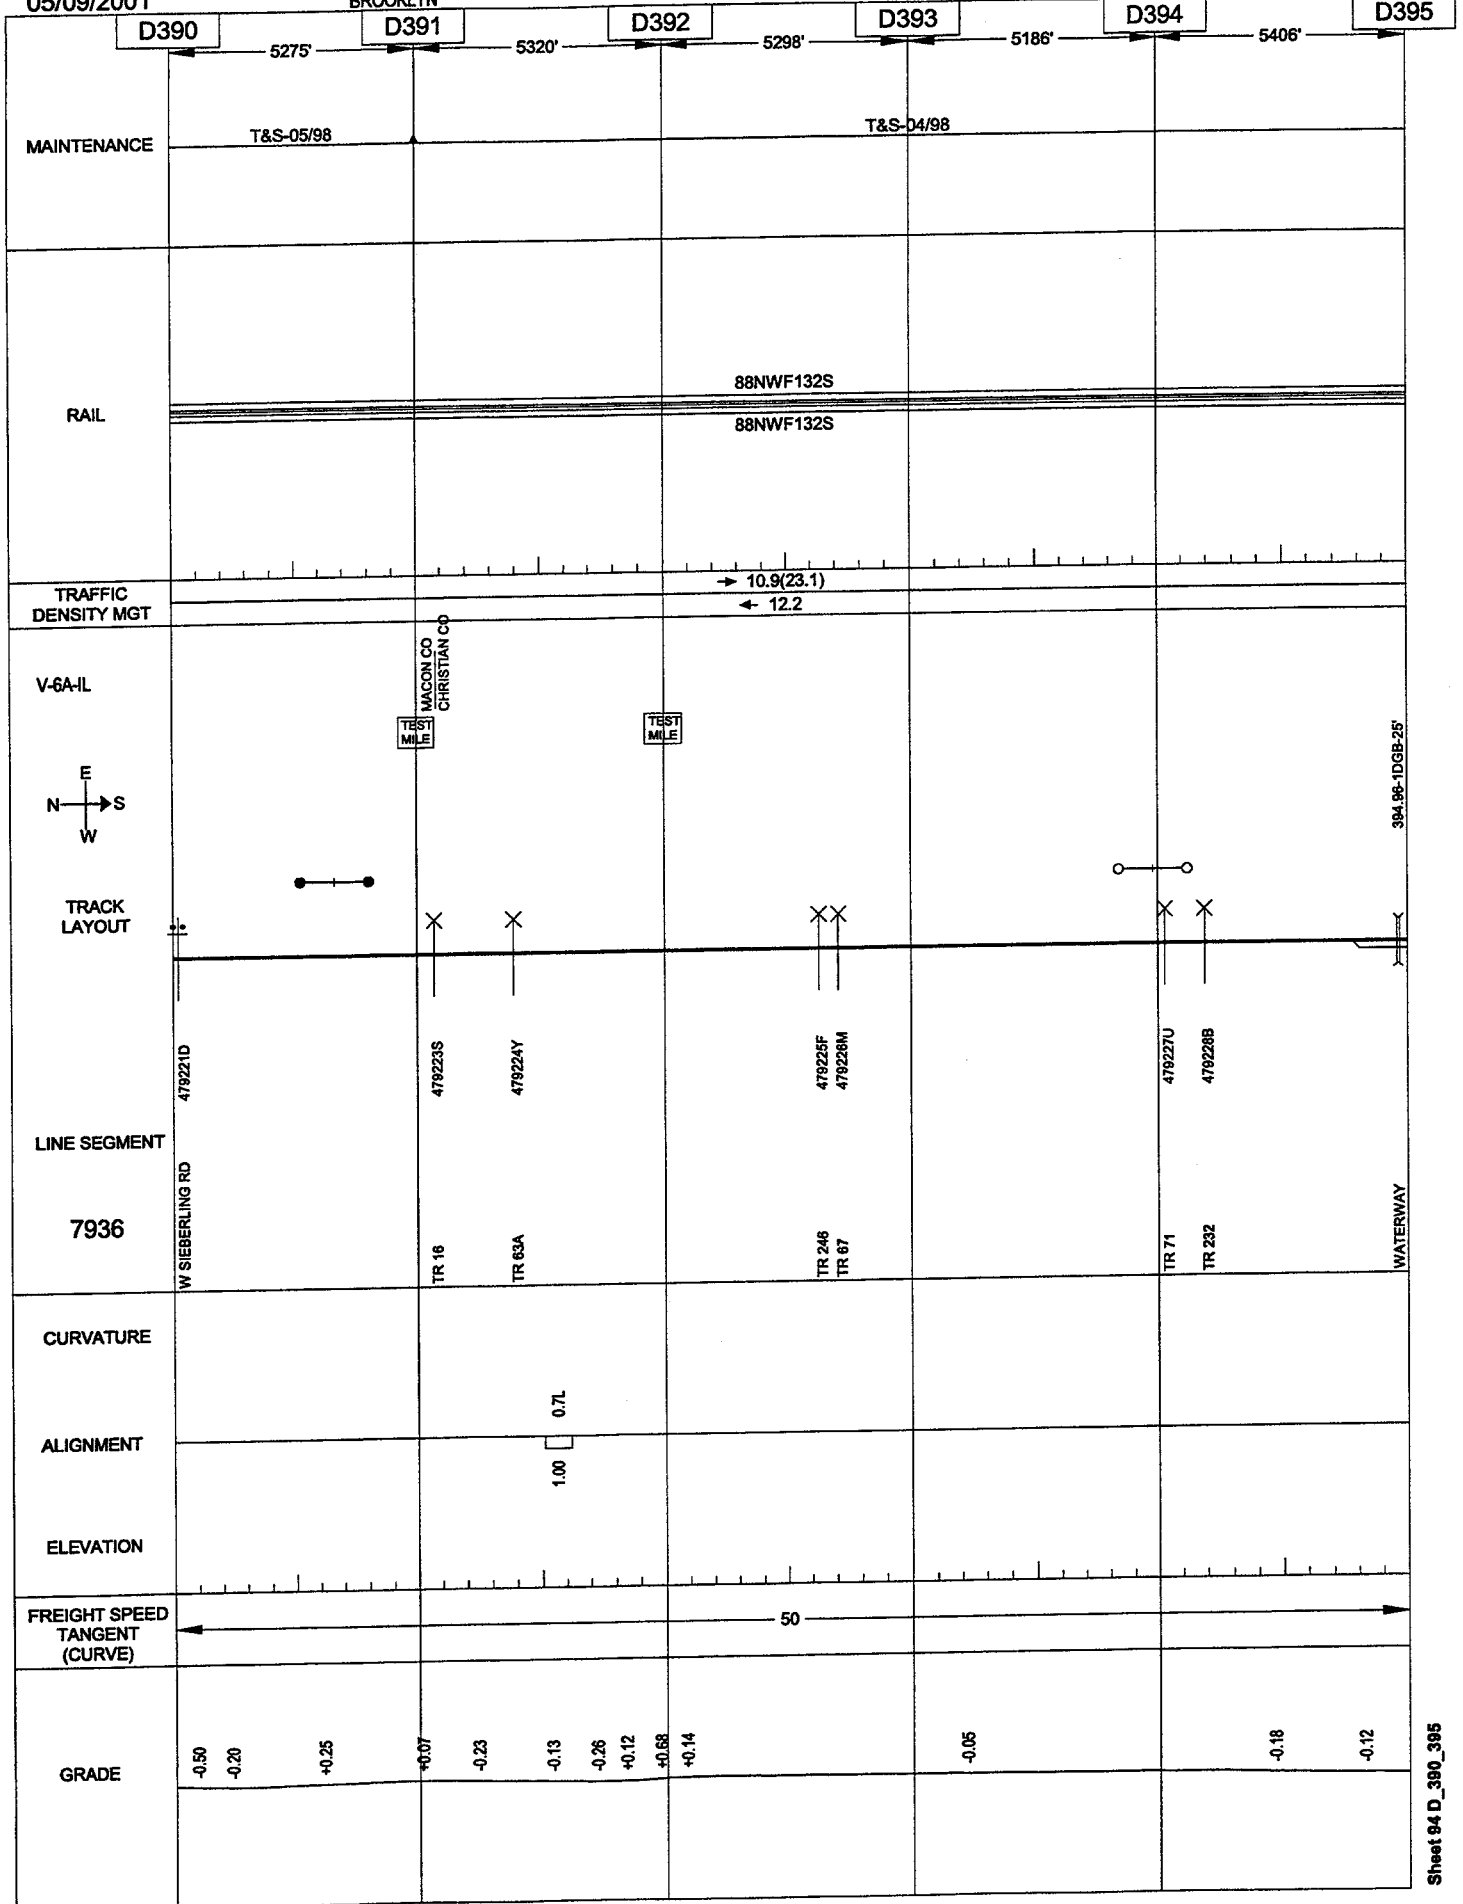 05/09/2001
BROOKLYN
D390 D391 D392 D393 D394 D395
5275' 5320' 5298' 5186' 5406'
MAINTENANCE
T&S-05/98
T&S-04/98
RAIL
88NWF132S
88NWF132S
TRAFFIC
DENSITY MGT
10.9(23.1)
12.2
V-6A-IL
MACON CO
CHRISTIAN CO
TEST
MILE
TEST
MILE
394.96-1DGB-25'
E
N S
W
TRACK
LAYOUT
479221D
479223S
479224Y
479225F
479226M
479227U
479228B
LINE SEGMENT
7936
W SIEBERLING RD
TR 16
TR 63A
TR 246
TR 67
TR 71
TR 232
WATERWAY
CURVATURE
0.7L
ALIGNMENT
1.00
ELEVATION
FREIGHT SPEED
TANGENT
(CURVE)
50
GRADE
-0.50
-0.20
+0.25
+0.07
-0.23
-0.13
-0.26
+0.12
+0.68
+0.14
-0.05
-0.18
-0.12
Sheet 94 D_390_395